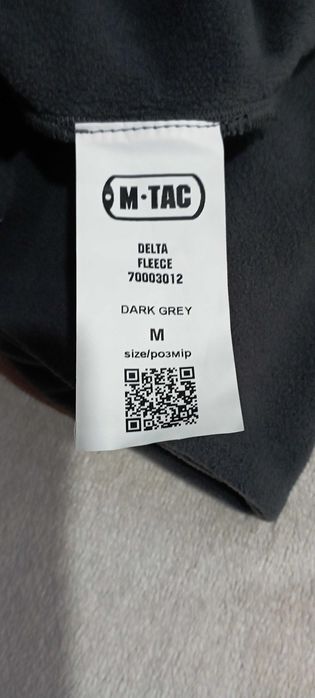 M·TAC
DELTA
FLEECE
70003012
DARK GREY
M
size/розмір